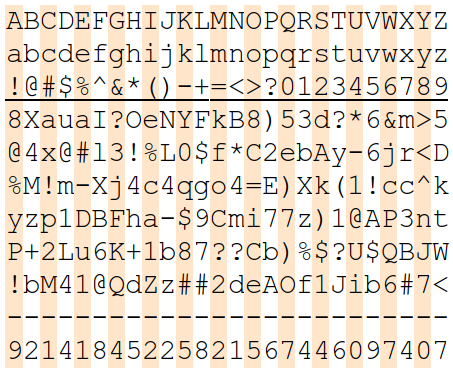 ABCDEFGHIJKLMNOPQRSTUVWXYZ
abcdefghijklmnopqrstuvwxyz
!@#$%^&*()-+=<>?0123456789
8XauaI?OeNYFkB8)53d?*6&m>5
@4x@#l3!%L0$f*C2ebAy-6jr<D
%M!m-Xj4c4qgo4=E)Xk(1!cc^k
yzp1DBFha-$9Cmi77z)1@AP3nt
P+2Lu6K+1b87??Cb)%$?U$QBJW
!bM41@QdZz##2deAOf1Jib6#7<
--------------------------
92141845225821567446097407